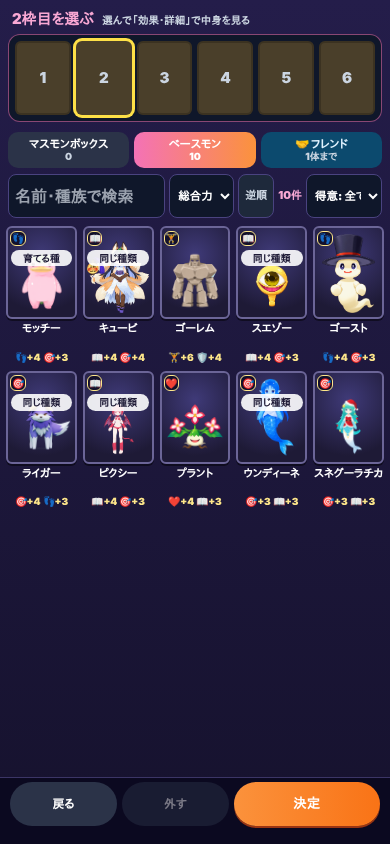 2枠目を選ぶ 選んで「効果・詳細」で中身を見る
1 2 3 4 5 6
マスモンボックス ベースモン 🤝フレンド
0 10 1体まで
名前・種族で検索 総合力 逆順 10件 得意: 全て
育てる種 同じ種類 同じ種類
モッチー キュービ ゴーレム スエゾー ゴースト
👣+4 🎯+3 📖+4 🎯+4 🏋+6 🛡+4 📖+4 🎯+3 👣+4 🎯+3
同じ種類 同じ種類 同じ種類
ライガー ピクシー プラント ウンディーネ スネグーラチカ
🎯+4 👣+3 📖+4 🎯+3 ❤️+4 📖+3 🎯+3 📖+3 🎯+3 📖+3
戻る 外す 決定